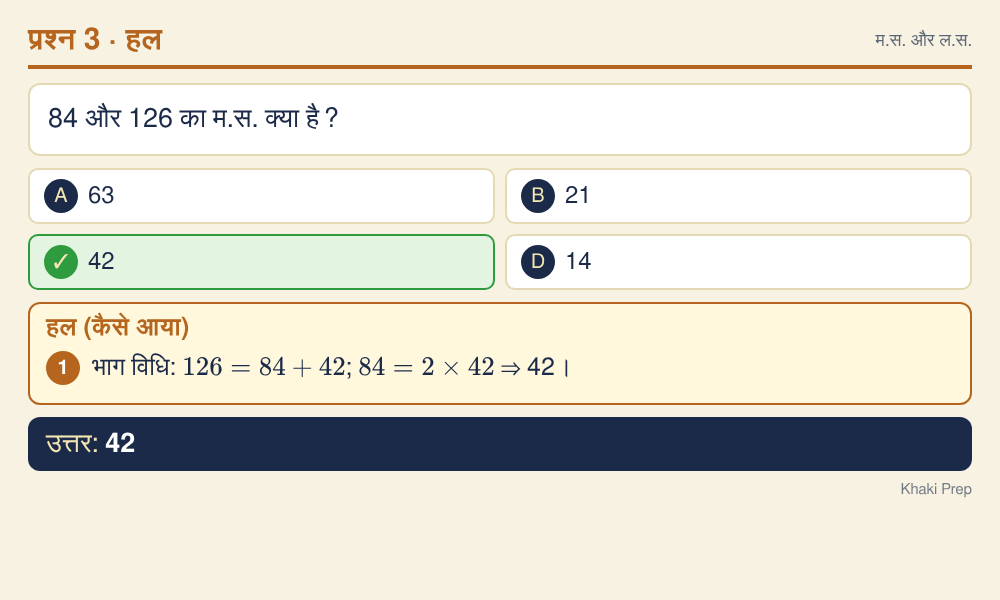 प्रश्न 3 · हल
म.स. और ल.स.
84 और 126 का म.स. क्या है ?
A 63
B 21
✓ 42
D 14
हल (कैसे आया)
1 भाग विधि: 126 = 84 + 42; 84 = 2 × 42 ⇒ 42।
उत्तर: 42
Khaki Prep